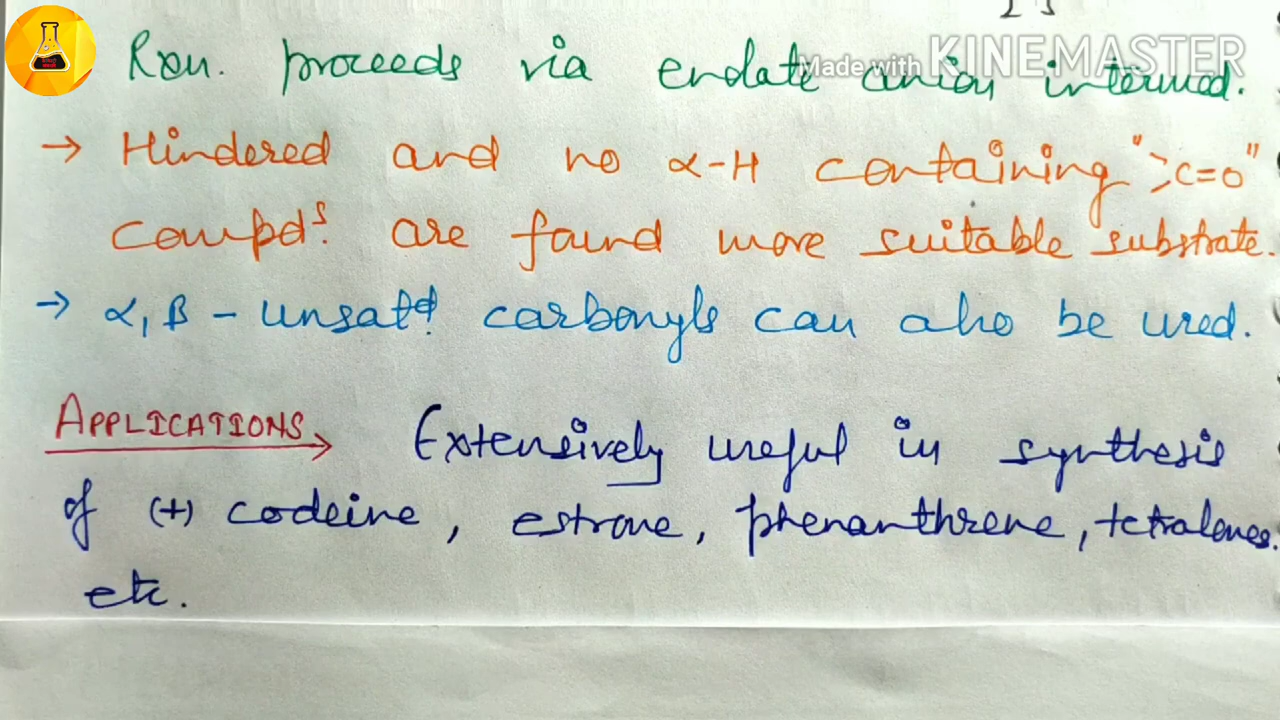 Rxn. proceeds via enolate anion intermed.
Made with KINEMASTER
→ Hindered and no α-H containing ">C=O"
Compds. are found more suitable substrate.
→ α, β - unsatd. carbonyls can also be used.
APPLICATIONS → Extensively useful in synthesis
of (+) codeine, estrone, phenanthrene, tetralones.
etc.